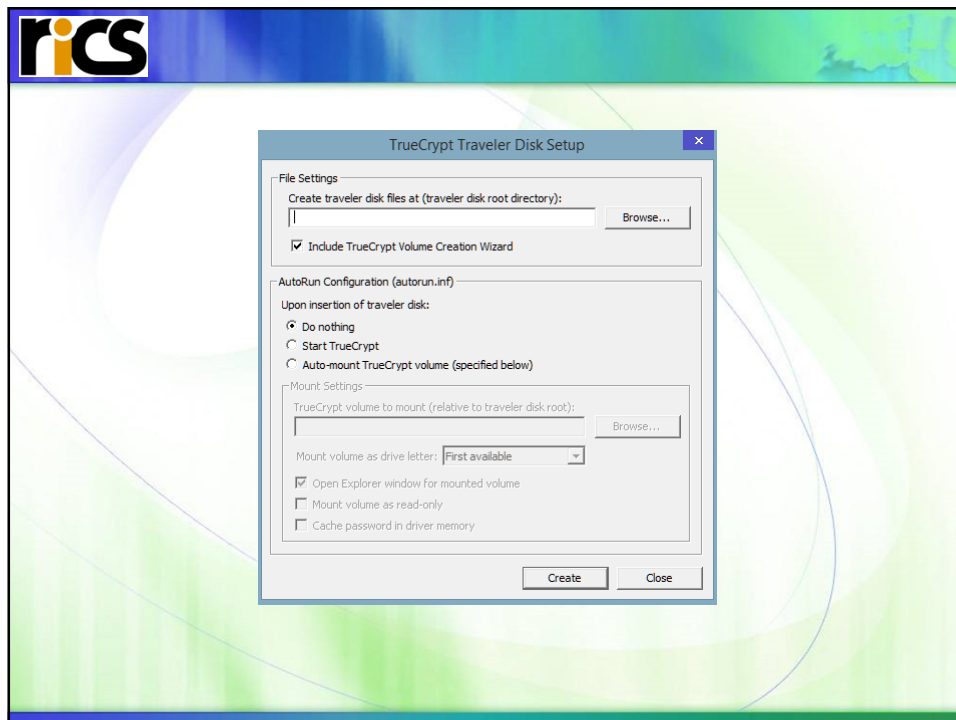 rics
TrueCrypt Traveler Disk Setup
File Settings
Create traveler disk files at (traveler disk root directory):
Browse...
Include TrueCrypt Volume Creation Wizard
AutoRun Configuration (autorun.inf)
Upon insertion of traveler disk:
Do nothing
Start TrueCrypt
Auto-mount TrueCrypt volume (specified below)
Mount Settings
TrueCrypt volume to mount (relative to traveler disk root):
Browse...
Mount volume as drive letter: First available
Open Explorer window for mounted volume
Mount volume as read-only
Cache password in driver memory
Create Close